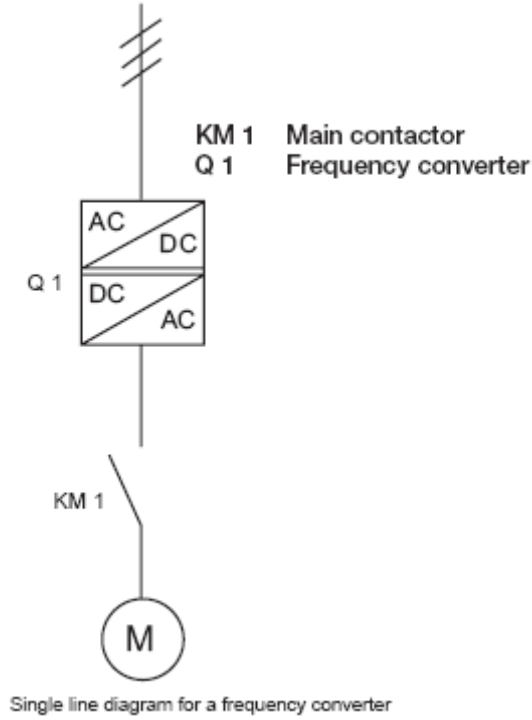 KM 1 Main contactor
Q 1 Frequency converter
AC
DC
Q 1
DC
AC
KM 1
M
Single line diagram for a frequency converter